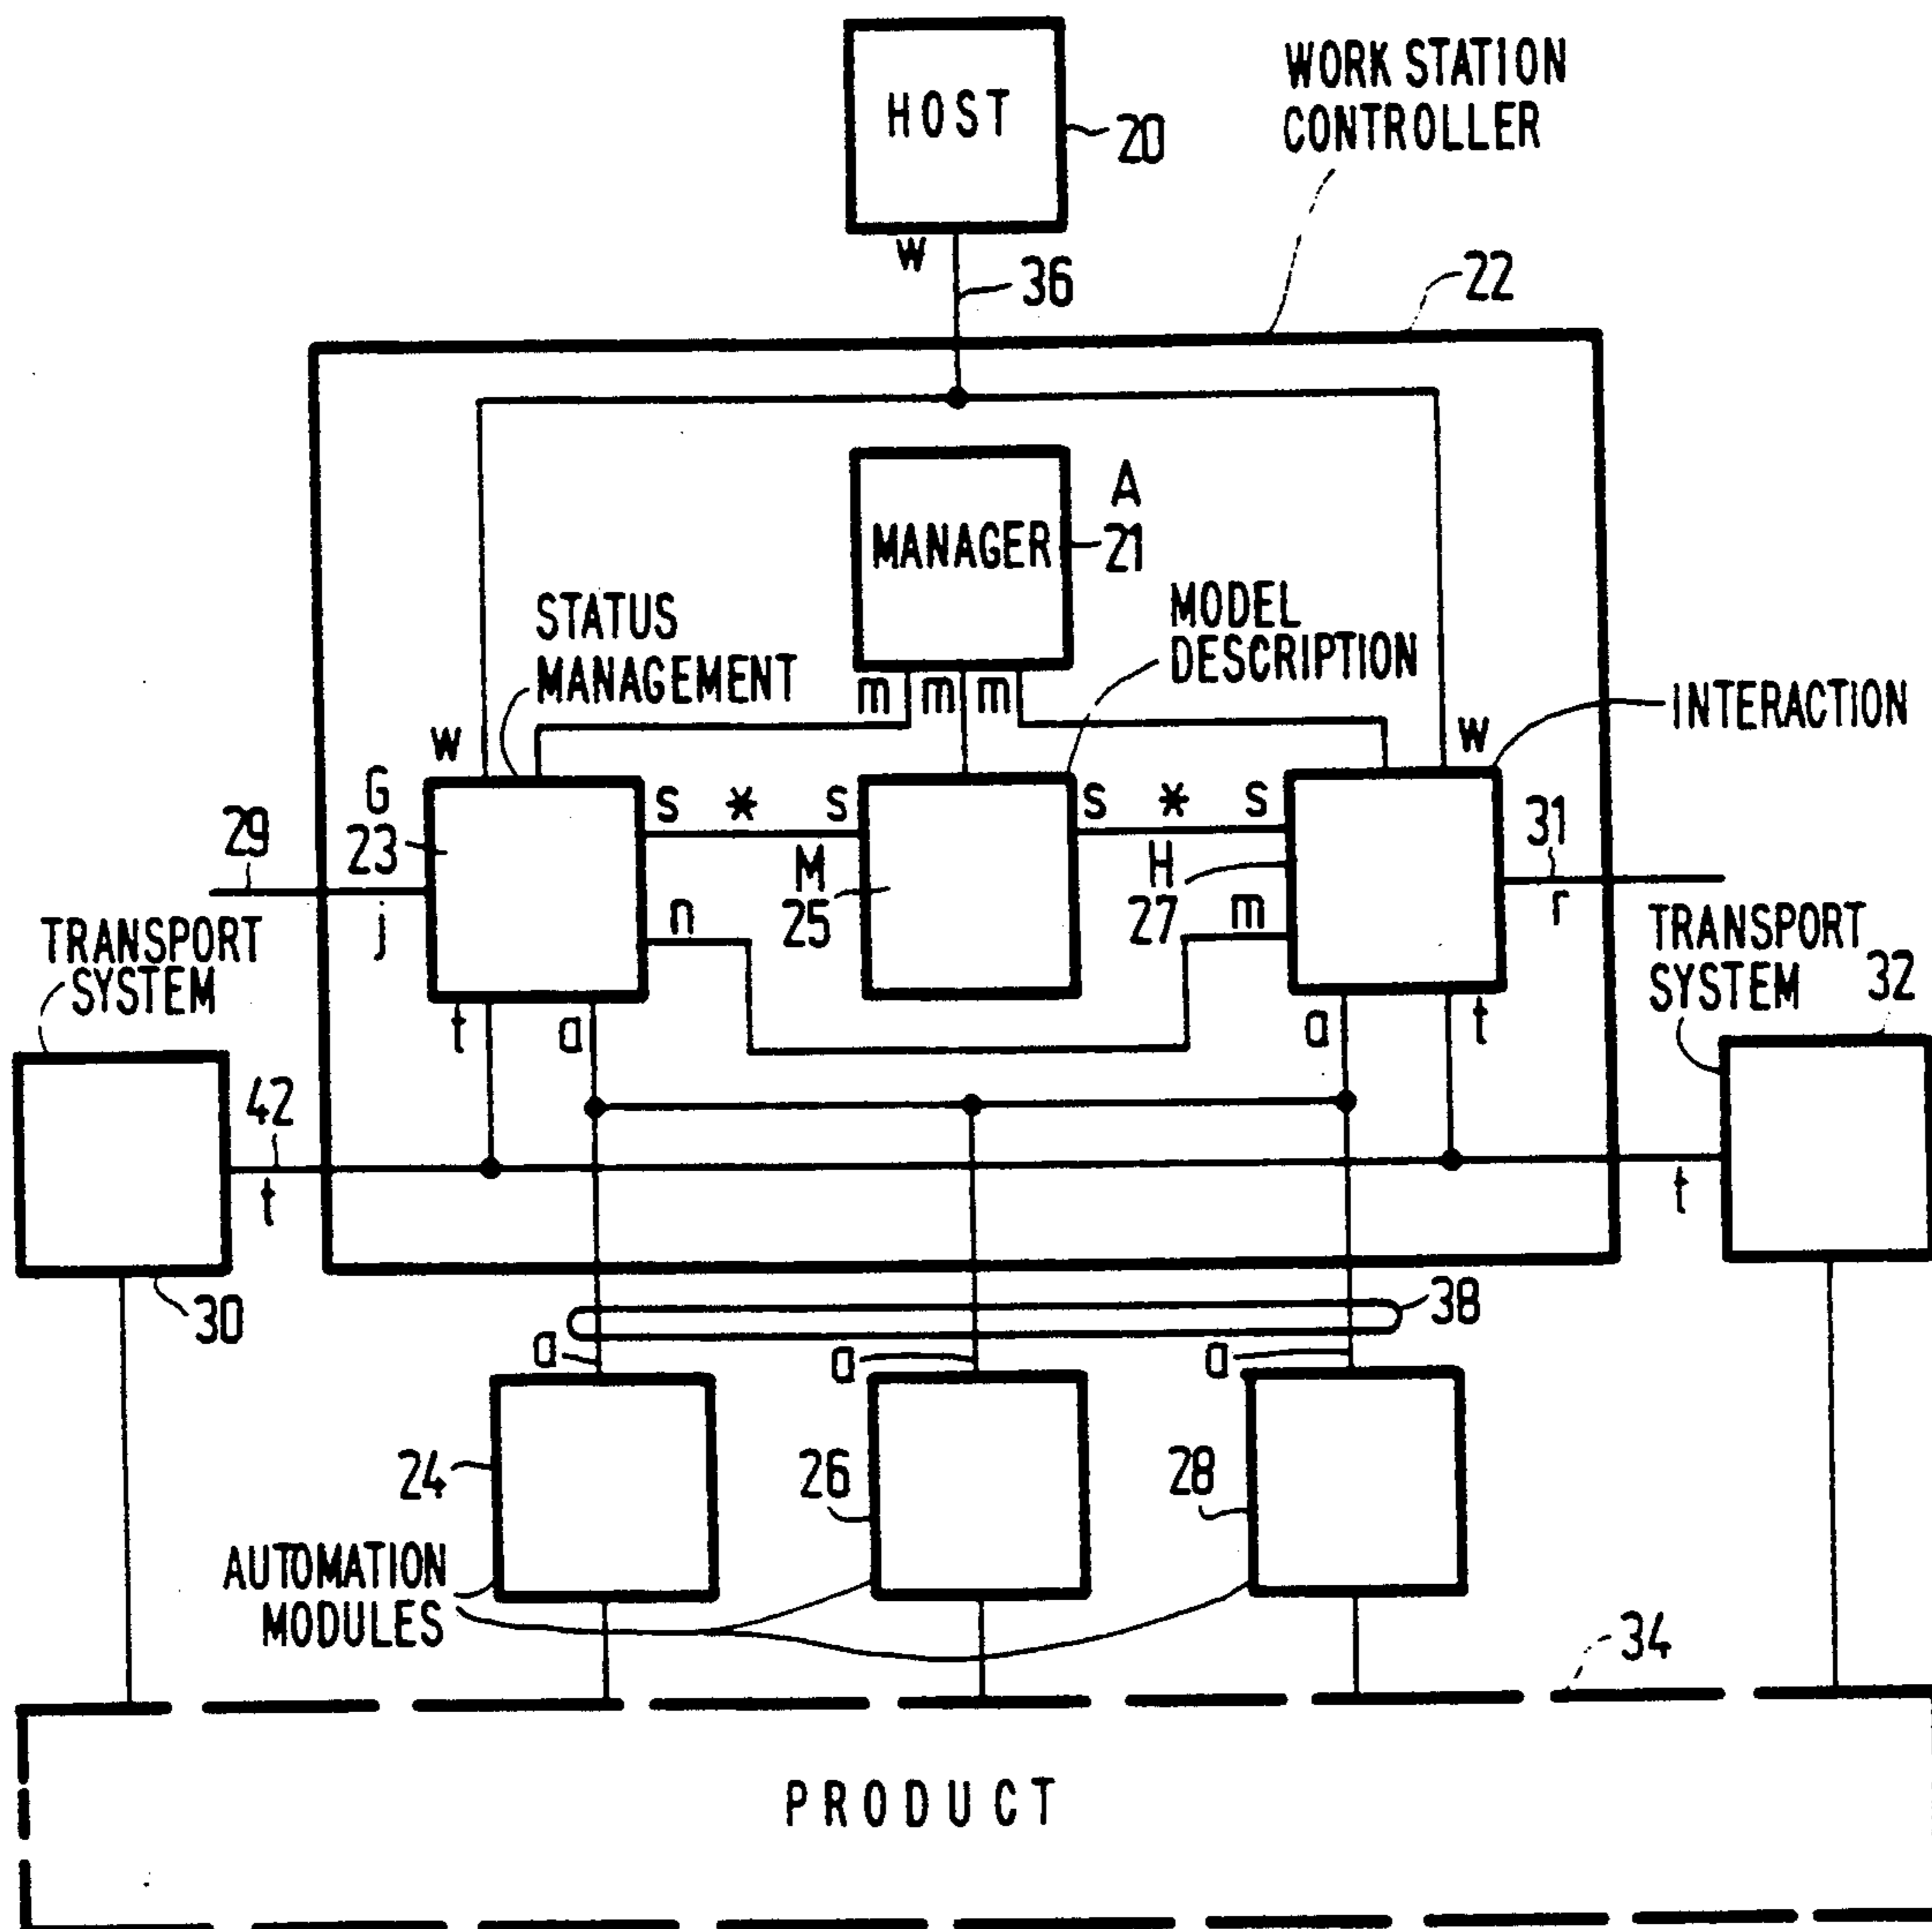 HOST
20
WORK STATION
CONTROLLER
w
36
22
MANAGER
A
21
STATUS
MANAGEMENT
MODEL
DESCRIPTION
m m m
INTERACTION
w
w
G
23
s * s
s * s
29
j
M
25
H
27
31
r
n
m
TRANSPORT
SYSTEM
TRANSPORT
SYSTEM
32
t
a
a
t
42
t
t
30
38
a
a
a
24
26
28
AUTOMATION
MODULES
34
PRODUCT